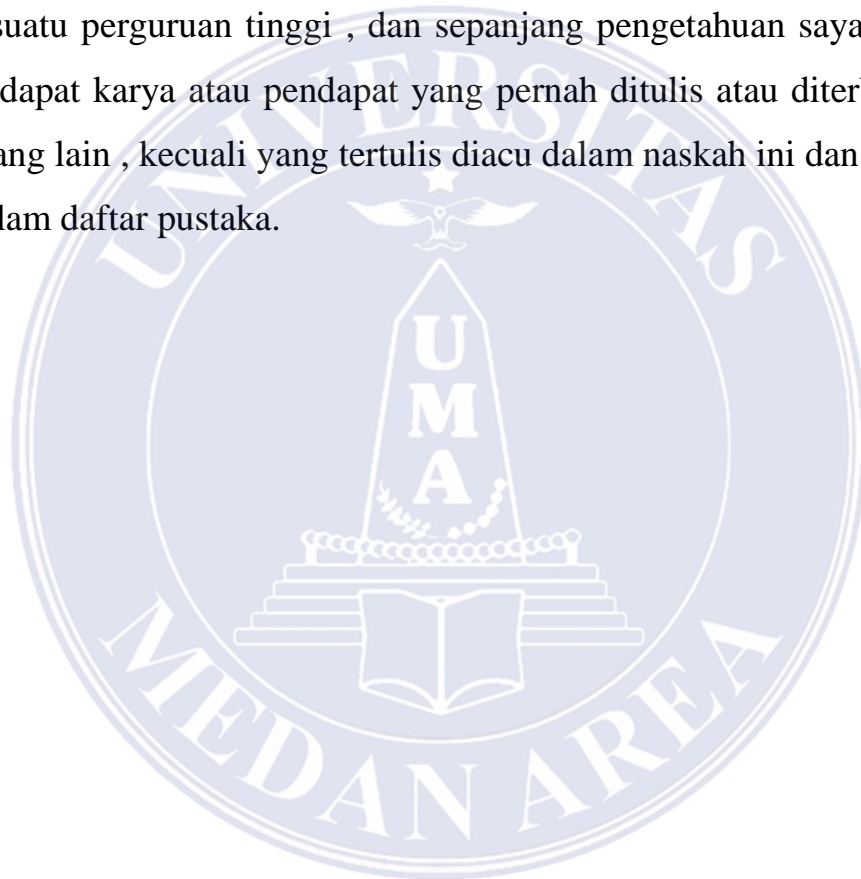 suatu perguruan tinggi , dan sepanjang pengetahuan saya
dapat karya atau pendapat yang pernah ditulis atau diter
ang lain , kecuali yang tertulis diacu dalam naskah ini dan
lam daftar pustaka.
UNIVERSITAS
U
M
A
MEDAN AREA